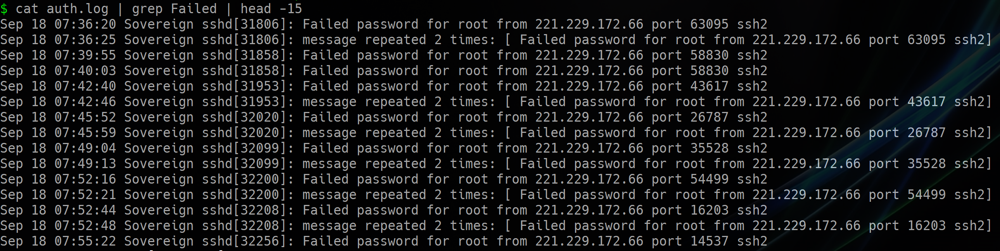 $ cat auth.log | grep Failed | head -15
Sep 18 07:36:20 Sovereign sshd[31806]: Failed password for root from 221.229.172.66 port 63095 ssh2
Sep 18 07:36:25 Sovereign sshd[31806]: message repeated 2 times: [ Failed password for root from 221.229.172.66 port 63095 ssh2]
Sep 18 07:39:55 Sovereign sshd[31858]: Failed password for root from 221.229.172.66 port 58830 ssh2
Sep 18 07:40:03 Sovereign sshd[31858]: Failed password for root from 221.229.172.66 port 58830 ssh2
Sep 18 07:42:40 Sovereign sshd[31953]: Failed password for root from 221.229.172.66 port 43617 ssh2
Sep 18 07:42:46 Sovereign sshd[31953]: message repeated 2 times: [ Failed password for root from 221.229.172.66 port 43617 ssh2]
Sep 18 07:45:52 Sovereign sshd[32020]: Failed password for root from 221.229.172.66 port 26787 ssh2
Sep 18 07:45:59 Sovereign sshd[32020]: message repeated 2 times: [ Failed password for root from 221.229.172.66 port 26787 ssh2]
Sep 18 07:49:04 Sovereign sshd[32099]: Failed password for root from 221.229.172.66 port 35528 ssh2
Sep 18 07:49:13 Sovereign sshd[32099]: message repeated 2 times: [ Failed password for root from 221.229.172.66 port 35528 ssh2]
Sep 18 07:52:16 Sovereign sshd[32200]: Failed password for root from 221.229.172.66 port 54499 ssh2
Sep 18 07:52:21 Sovereign sshd[32200]: message repeated 2 times: [ Failed password for root from 221.229.172.66 port 54499 ssh2]
Sep 18 07:52:44 Sovereign sshd[32208]: Failed password for root from 221.229.172.66 port 16203 ssh2
Sep 18 07:52:48 Sovereign sshd[32208]: message repeated 2 times: [ Failed password for root from 221.229.172.66 port 16203 ssh2]
Sep 18 07:55:22 Sovereign sshd[32256]: Failed password for root from 221.229.172.66 port 14537 ssh2